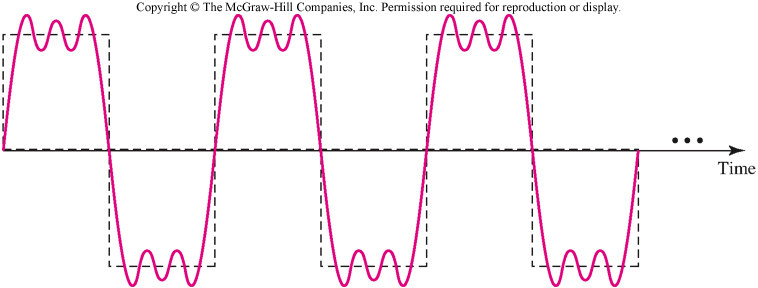 Copyright © The McGraw-Hill Companies, Inc. Permission required for reproduction or display.
Time